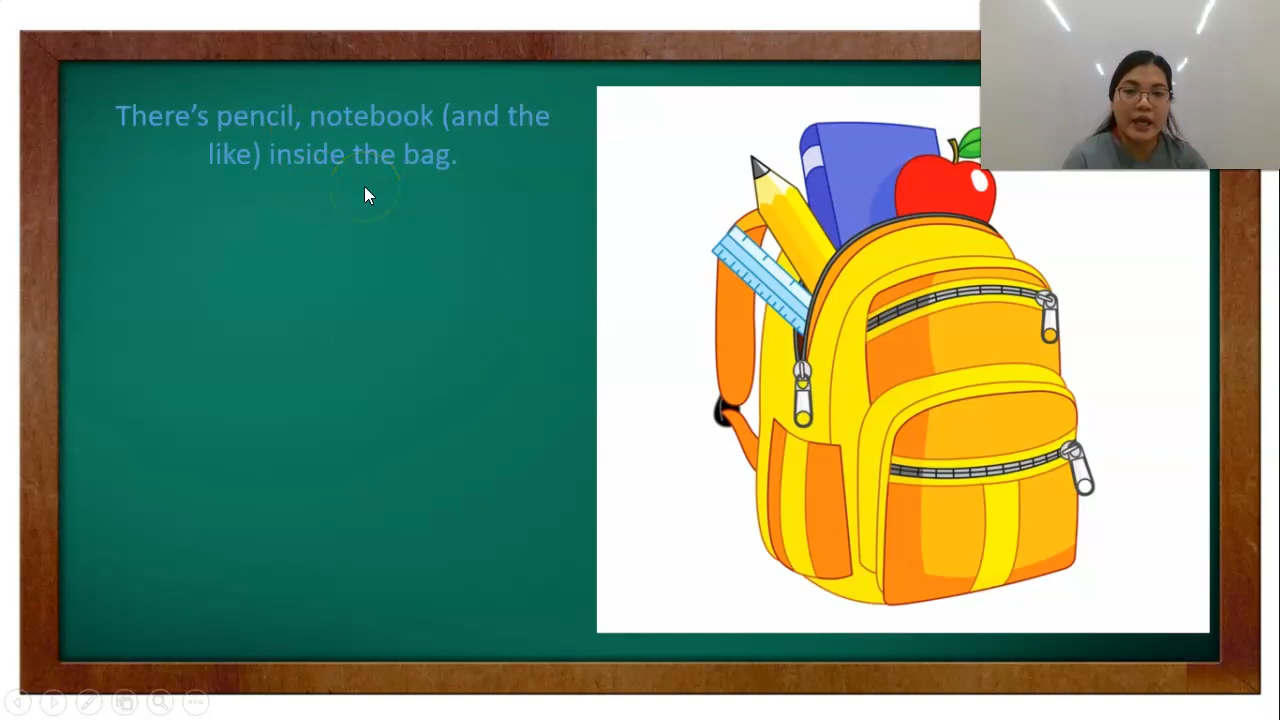 There’s pencil, notebook (and the
like) inside the bag.